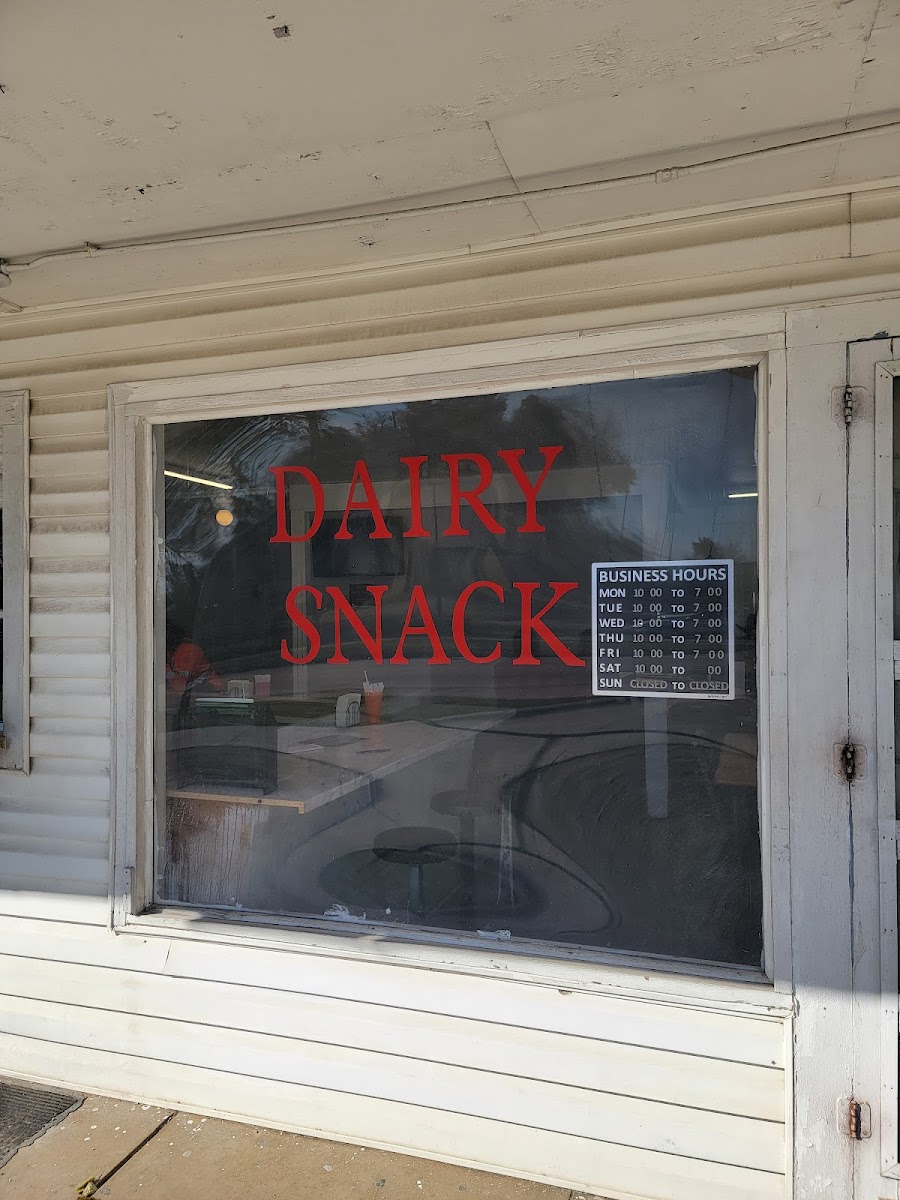 DAIRY
SNACK
BUSINESS HOURS
MON 10 00 TO 7 00
TUE 10 00 TO 7 00
WED 10 00 TO 7 00
THU 10 00 TO 7 00
FRI 10 00 TO 7 00
SAT 10 00 TO 00
SUN CLOSED TO CLOSED